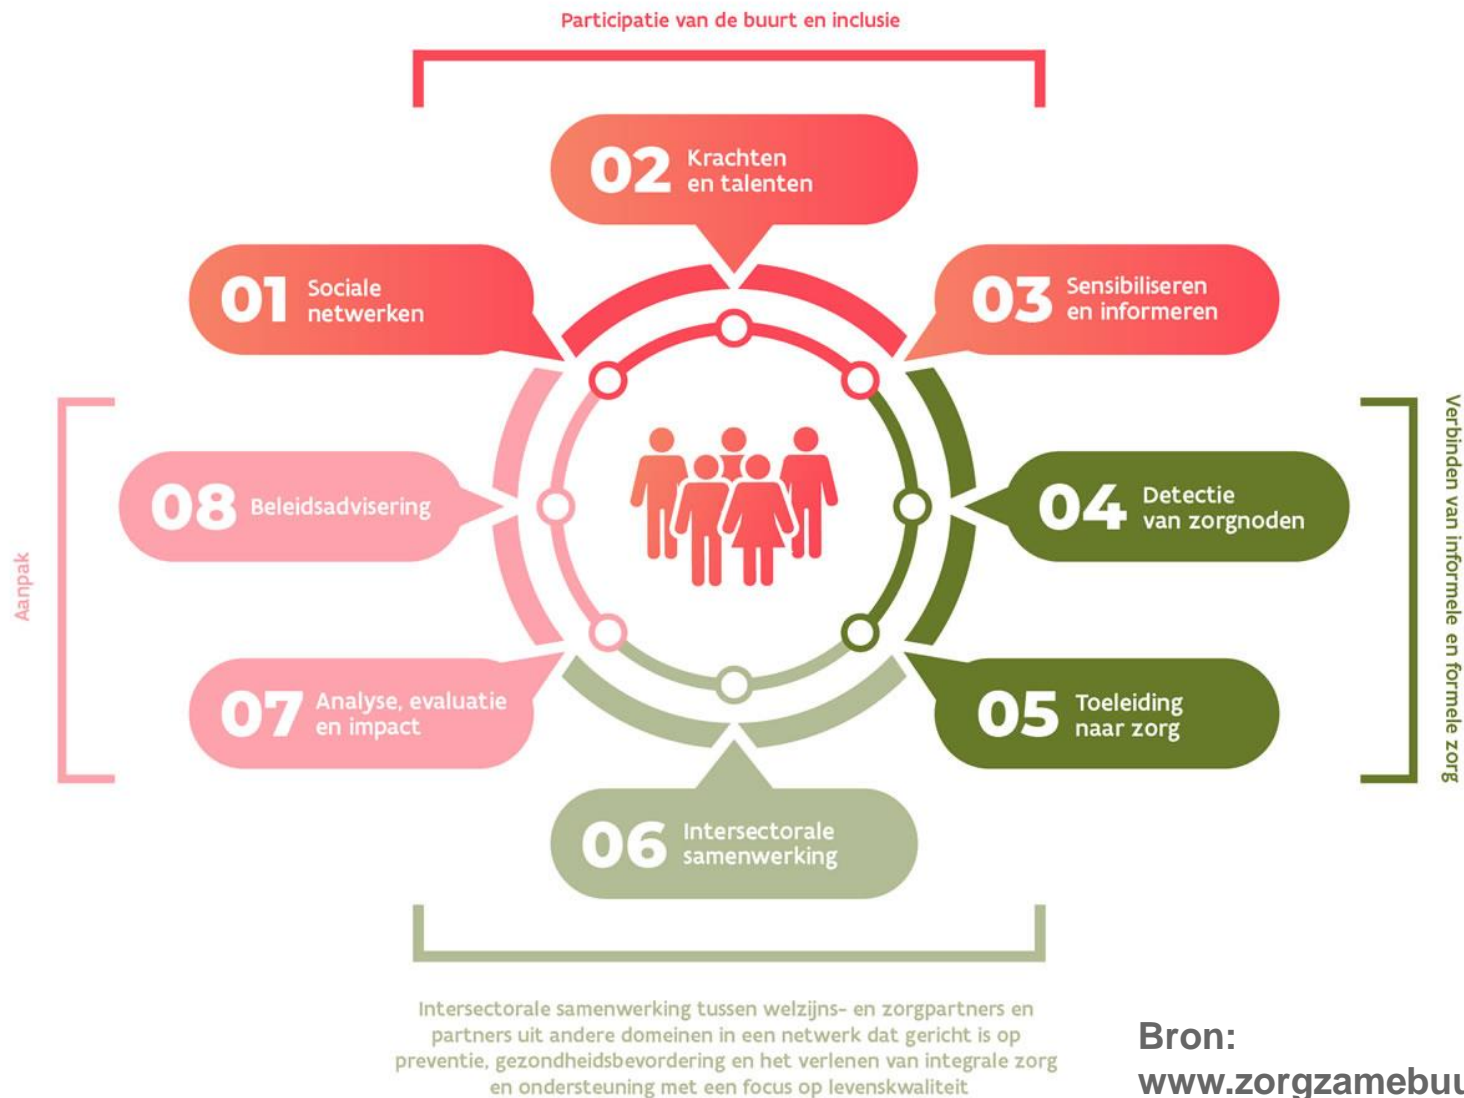 Participatie van de buurt en inclusie
02 Krachten
en talenten
01 Sociale
netwerken
03 Sensibiliseren
en informeren
08 Beleidsadvisering
04 Detectie
van zorgnoden
Aanpak
Verbinden van informele en formele zorg
07 Analyse, evaluatie
en impact
05 Toeleiding
naar zorg
06 Intersectorale
samenwerking
Intersectorale samenwerking tussen welzijns- en zorgpartners en
partners uit andere domeinen in een netwerk dat gericht is op
preventie, gezondheidsbevordering en het verlenen van integrale zorg
en ondersteuning met een focus op levenskwaliteit
Bron: